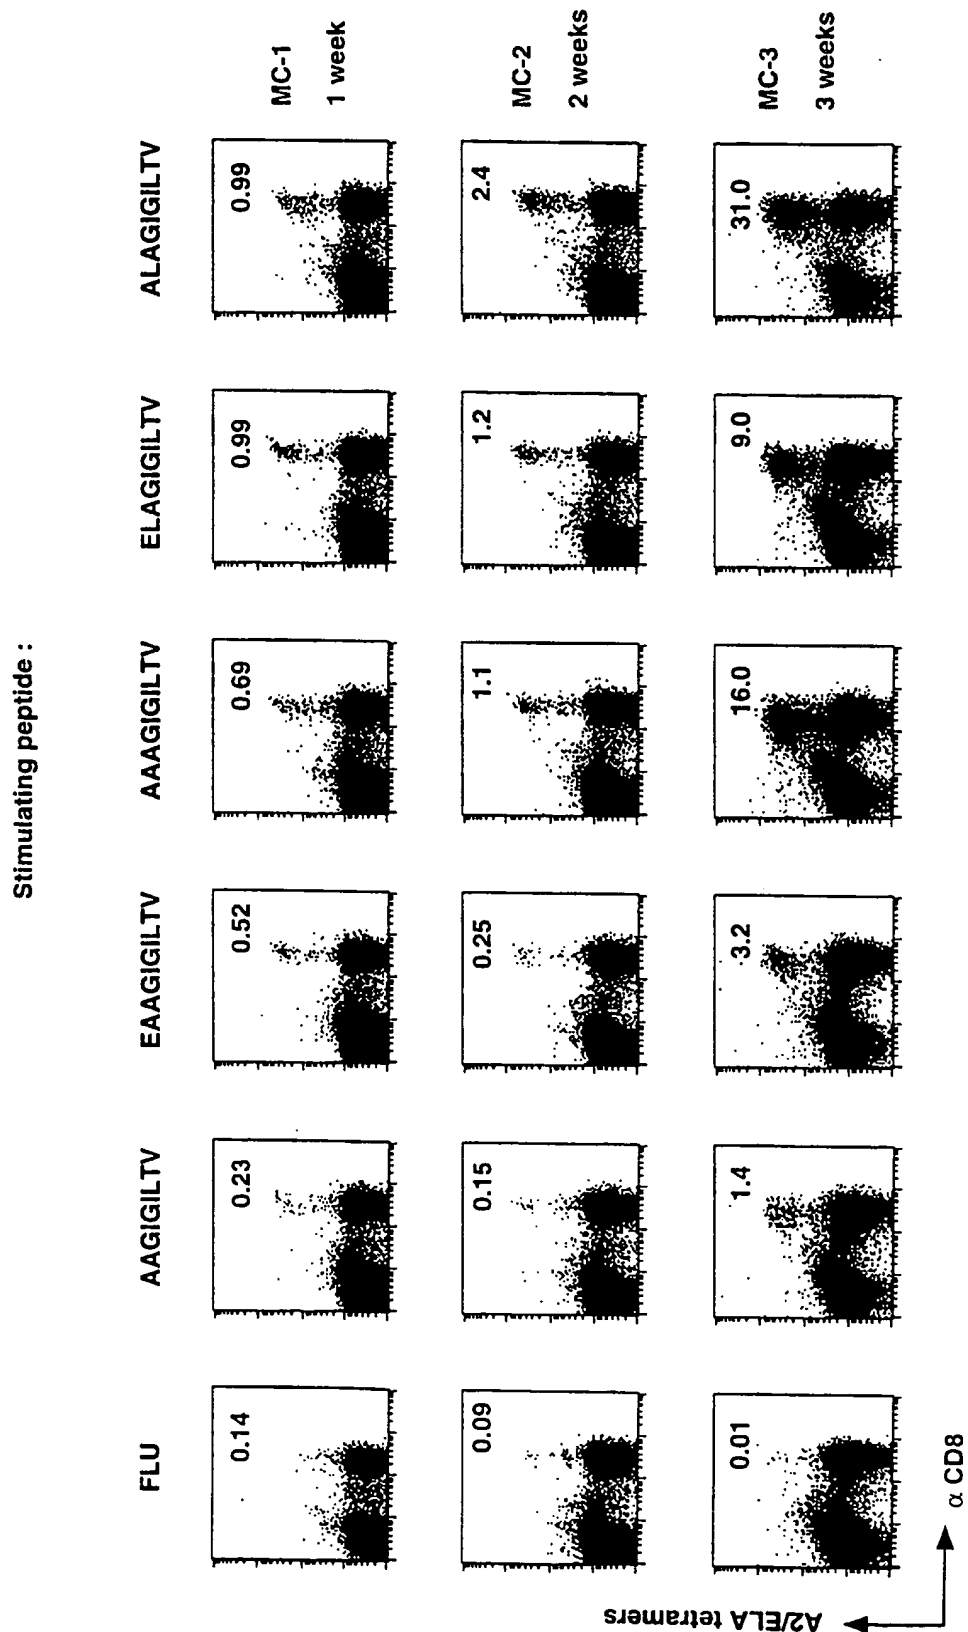 Stimulating peptide :
FLU
AAGIGILTV
EAAGIGILTV
AAAGIGILTV
ELAGIGILTV
ALAGIGILTV
0.14
0.23
0.52
0.69
0.99
0.99
MC-1
1 week
0.09
0.15
0.25
1.1
1.2
2.4
MC-2
2 weeks
0.01
1.4
3.2
16.0
9.0
31.0
MC-3
3 weeks
A2/ELA tetramers
α CD8